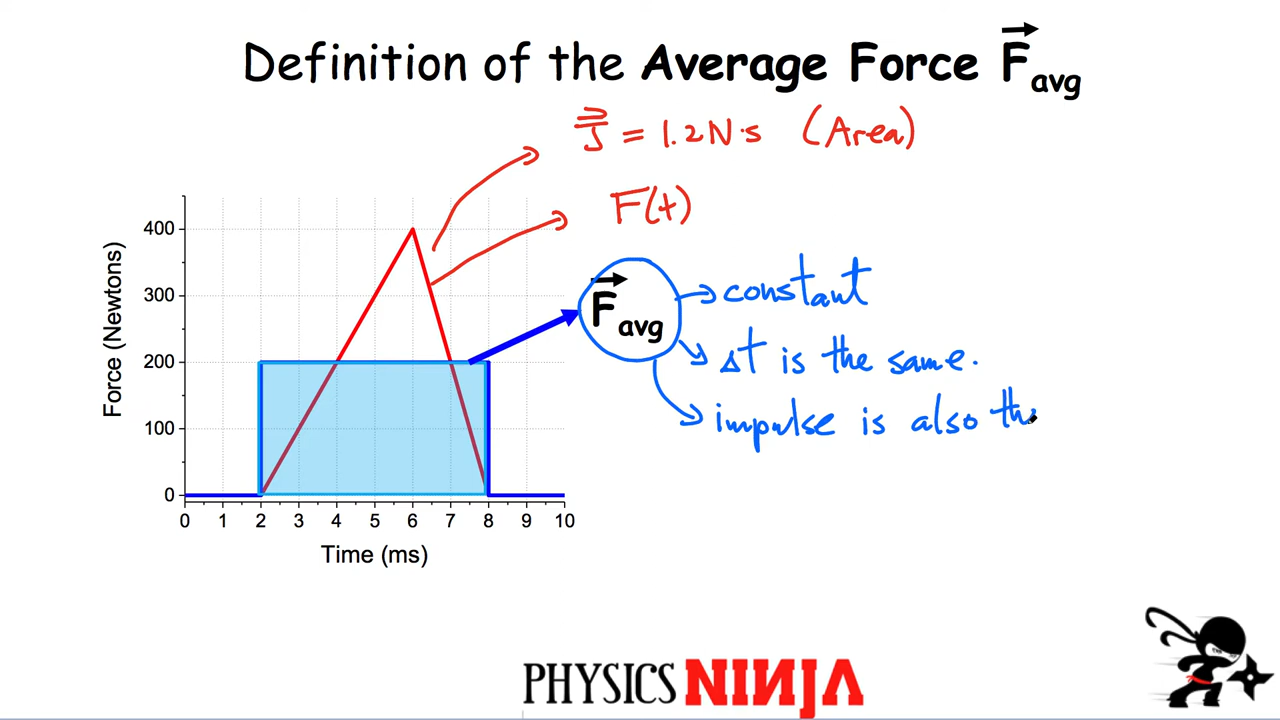 Definition of the Average Force F avg
J = 1.2 N·s (Area)
F(t)
400
300
200
100
0
Force (Newtons)
0 1 2 3 4 5 6 7 8 9 10
Time (ms)
F avg
constant
Δt is the same.
impulse is also th
PHYSICS NINJA